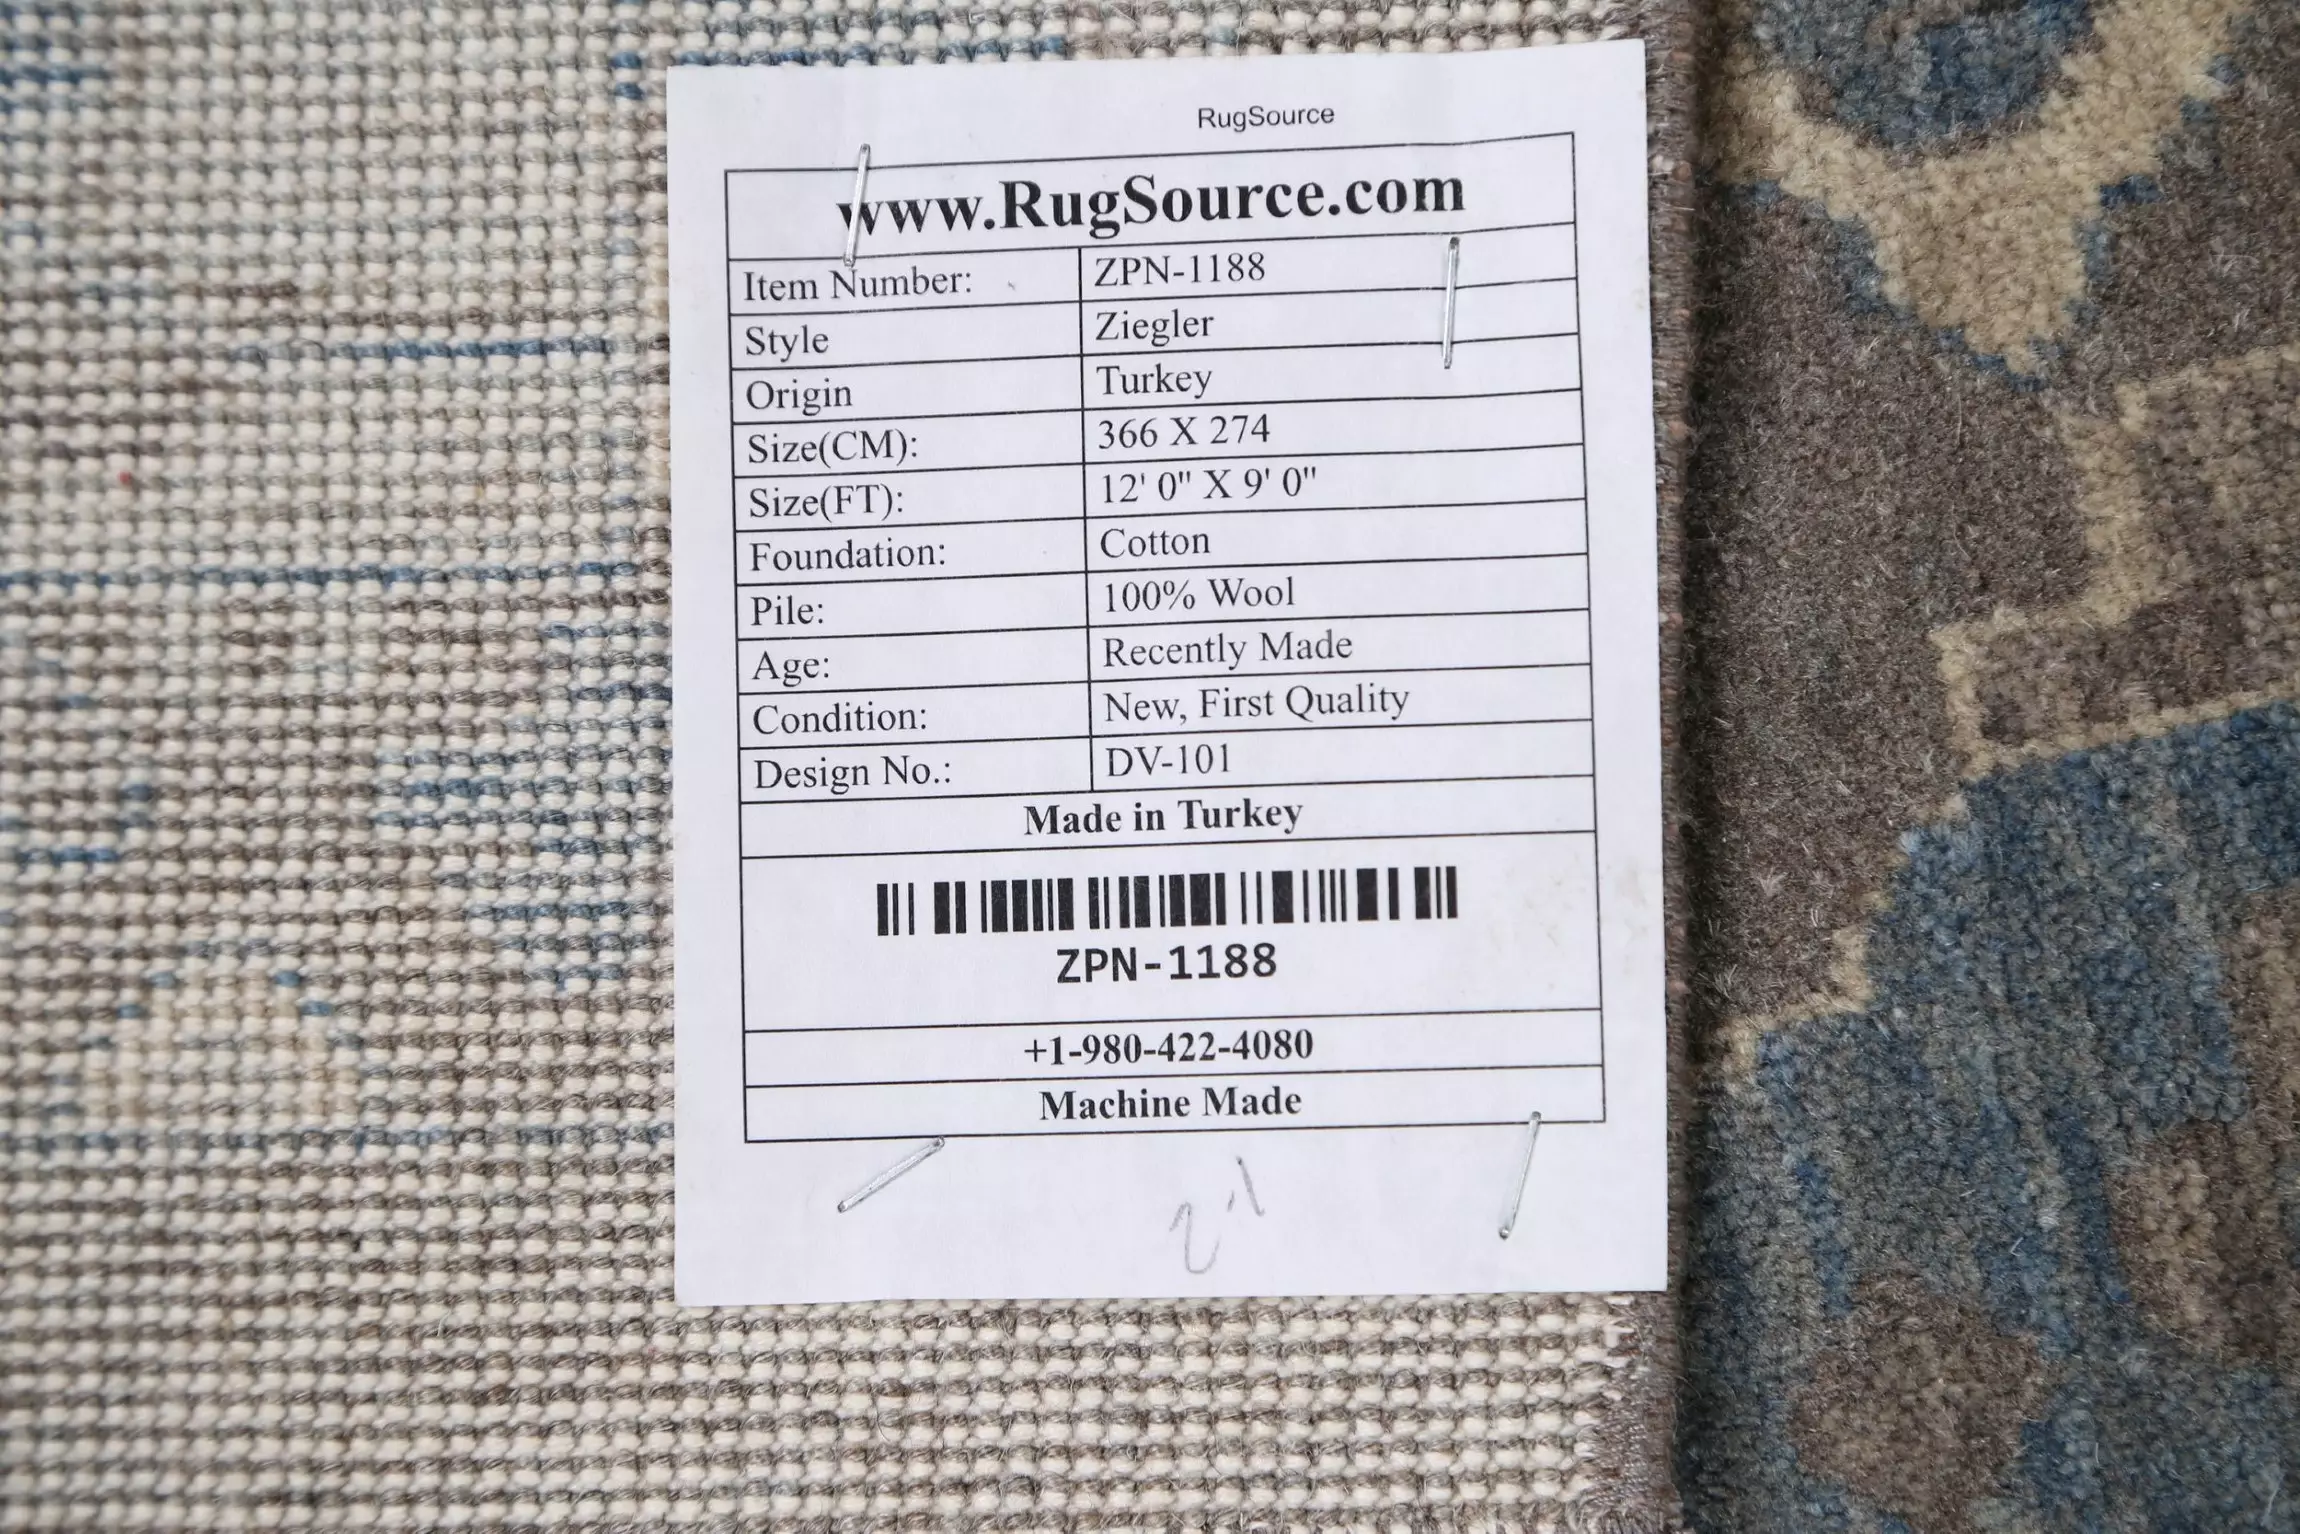 RugSource
www.RugSource.com
Item Number: ZPN-1188
Style Ziegler
Origin Turkey
Size(CM): 366 X 274
Size(FT): 12' 0" X 9' 0"
Foundation: Cotton
Pile: 100% Wool
Age: Recently Made
Condition: New, First Quality
Design No.: DV-101
Made in Turkey
ZPN-1188
+1-980-422-4080
Machine Made